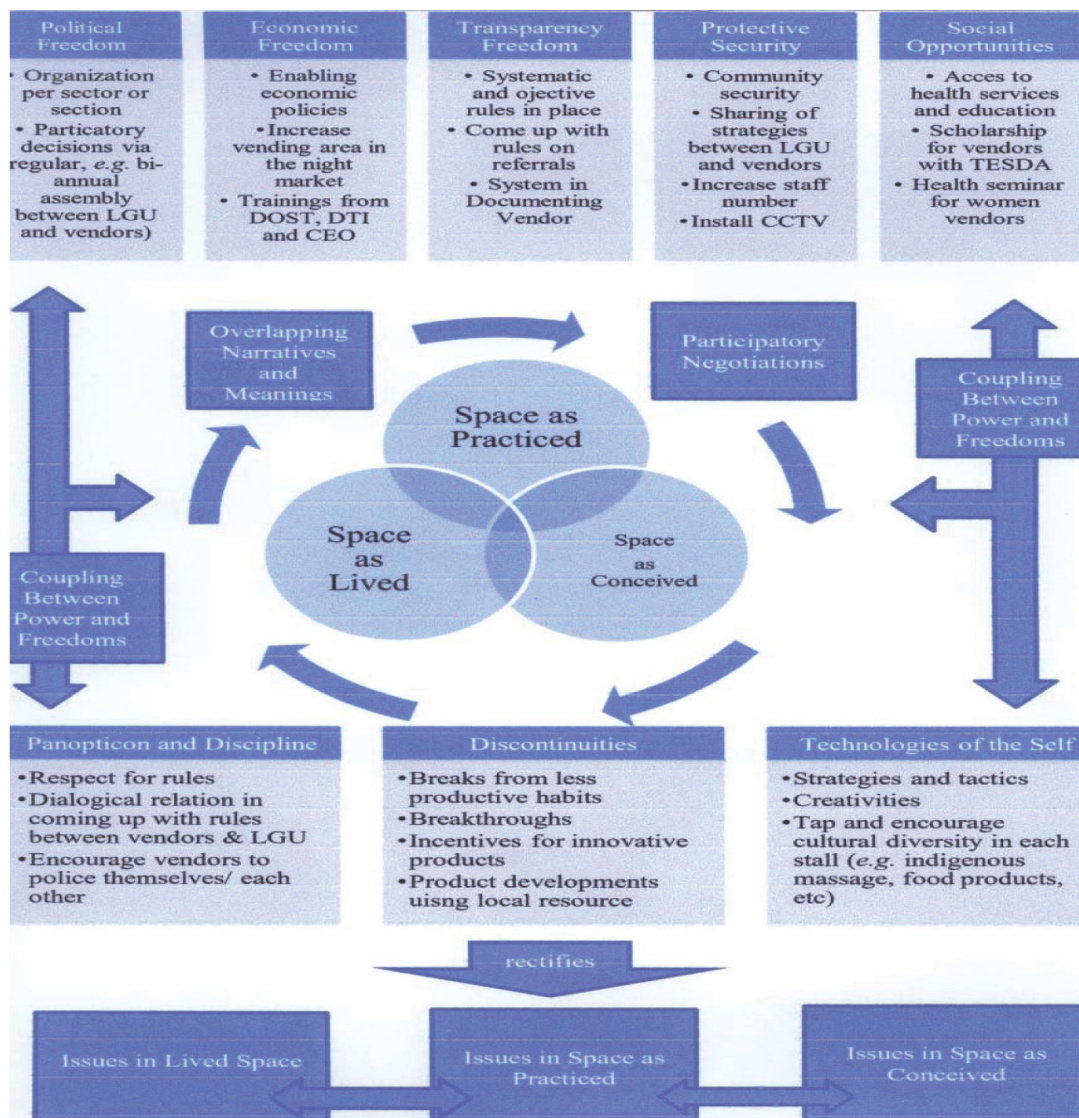 Political
Freedom
• Organization
per sector or
section
• Particatory
decisions via
regular, e.g. bi-
annual
assembly
between LGU
and vendors)
Economic
Freedom
• Enabling
economic
policies
•Increase
vending area in
the night
market
• Trainings from
DOST, DTI
and CEO
Transparency
Freedom
• Systematic
and ojective
rules in place
• Come up with
rules on
referrals
• System in
Documenting
Vendor
Protective
Security
• Community
security
• Sharing of
strategies
between LGU
and vendors
•Increase staff
number
• Install CCTV
Social
Opportunities
• Acces to
health services
and education
• Scholarship
for vendors
with TESDA
• Health seminar
for women
vendors
Overlapping
Narratives
and
Meanings
Participatory
Negotiations
Coupling
Between
Power and
Freedoms
Space as
Practiced
Space
as
Lived
Space
as
Conceived
Coupling
Between
Power and
Freedoms
Panopticon and Discipline
•Respect for rules
•Dialogical relation in
coming up with rules
between vendors & LGU
•Encourage vendors to
police themselves/ each
other
Discontinuities
•Breaks from less
productive habits
•Breakthroughs
•Incentives for innovative
products
•Product developments
uisng local resource
Technologies of the Self
•Strategies and tactics
•Creativities
•Tap and encourage
cultural diversity in each
stall (e.g. indigenous
massage, food products,
etc)
rectifies
Issues in Lived Space
Issues in Space as
Practiced
Issues in Space as
Conceived